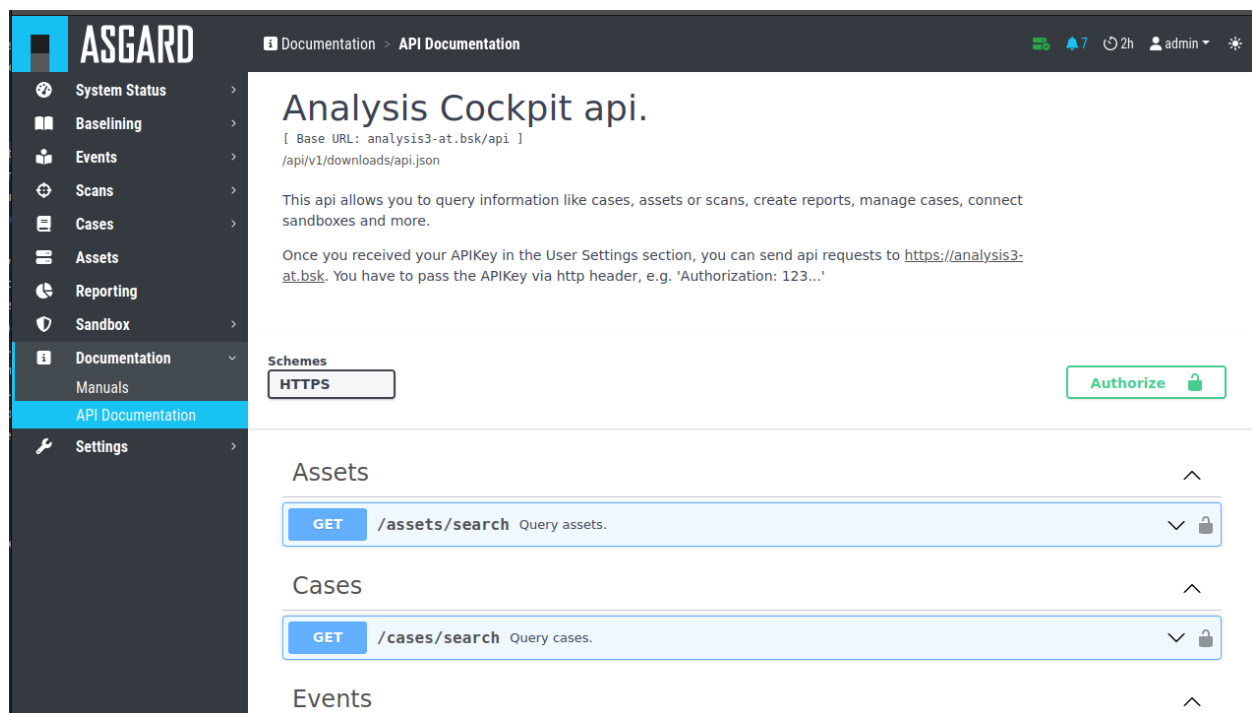 ASGARD
Documentation > API Documentation
7
2h
admin
System Status
Baselining
Events
Scans
Cases
Assets
Reporting
Sandbox
Documentation
Manuals
API Documentation
Settings
Analysis Cockpit api.
[ Base URL: analysis3-at.bsk/api ]
/api/v1/downloads/api.json
This api allows you to query information like cases, assets or scans, create reports, manage cases, connect
sandboxes and more.
Once you received your APIKey in the User Settings section, you can send api requests to https://analysis3-
at.bsk. You have to pass the APIKey via http header, e.g. 'Authorization: 123...'
Schemes
HTTPS
Authorize
Assets
GET /assets/search Query assets.
Cases
GET /cases/search Query cases.
Events